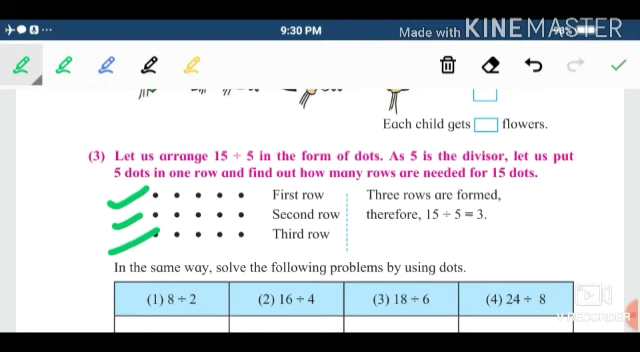 9:30 PM
Made with KINEMASTER
Each child gets flowers.
(3) Let us arrange 15 ÷ 5 in the form of dots. As 5 is the divisor, let us put
5 dots in one row and find out how many rows are needed for 15 dots.
First row
Second row
Third row
Three rows are formed,
therefore, 15 ÷ 5 = 3.
In the same way, solve the following problems by using dots.
(1) 8 ÷ 2
(2) 16 ÷ 4
(3) 18 ÷ 6
(4) 24 ÷ 8
RECORDER